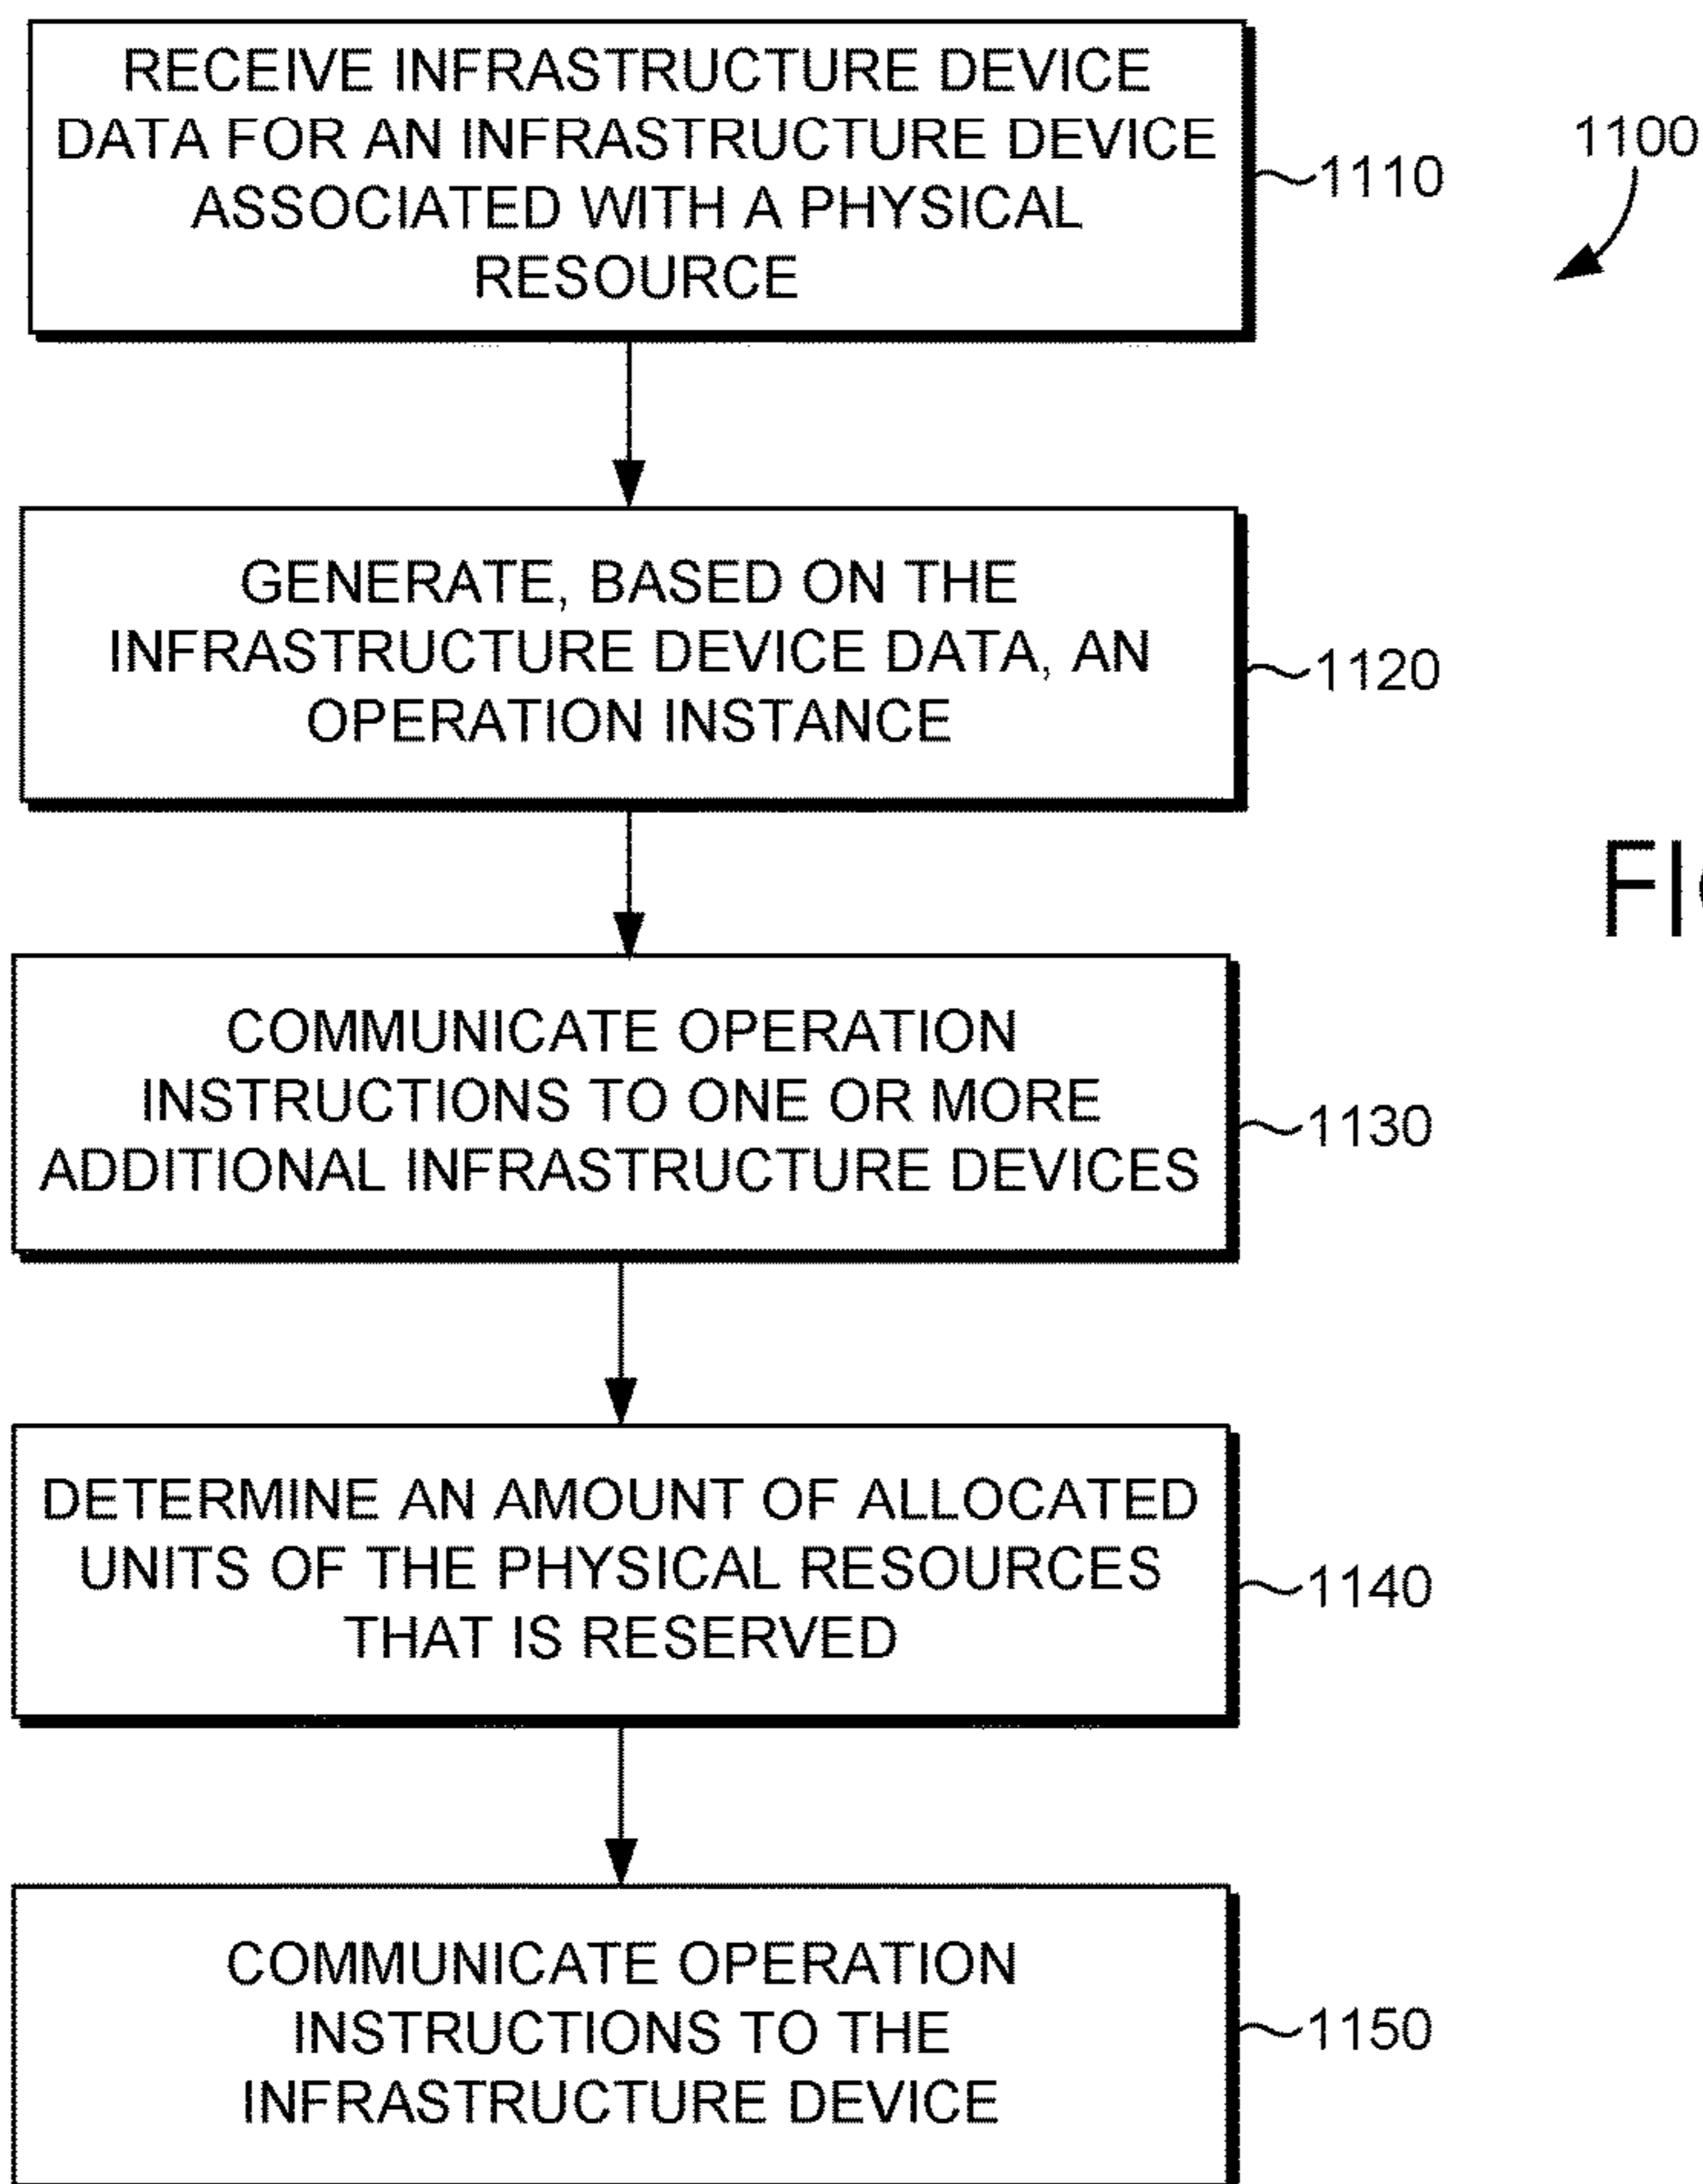 RECEIVE INFRASTRUCTURE DEVICE
DATA FOR AN INFRASTRUCTURE DEVICE
ASSOCIATED WITH A PHYSICAL
RESOURCE
1110
1100
GENERATE, BASED ON THE
INFRASTRUCTURE DEVICE DATA, AN
OPERATION INSTANCE
1120
COMMUNICATE OPERATION
INSTRUCTIONS TO ONE OR MORE
ADDITIONAL INFRASTRUCTURE DEVICES
1130
DETERMINE AN AMOUNT OF ALLOCATED
UNITS OF THE PHYSICAL RESOURCES
THAT IS RESERVED
1140
COMMUNICATE OPERATION
INSTRUCTIONS TO THE
INFRASTRUCTURE DEVICE
1150